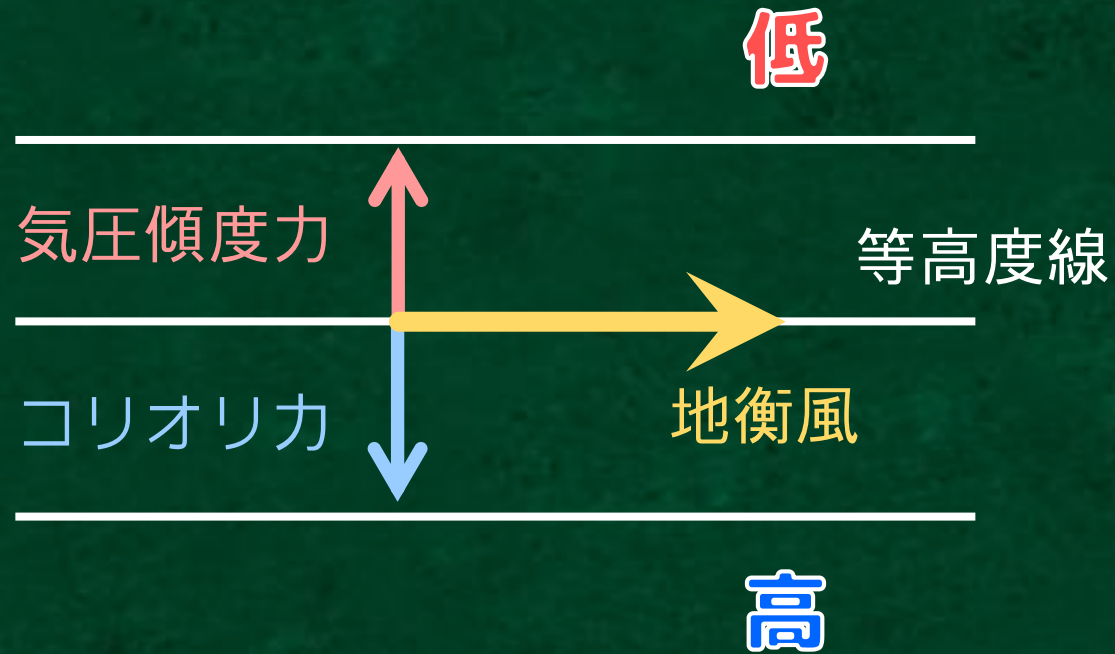 低
気圧傾度力
等高度線
コリオリ力
地衡風
高